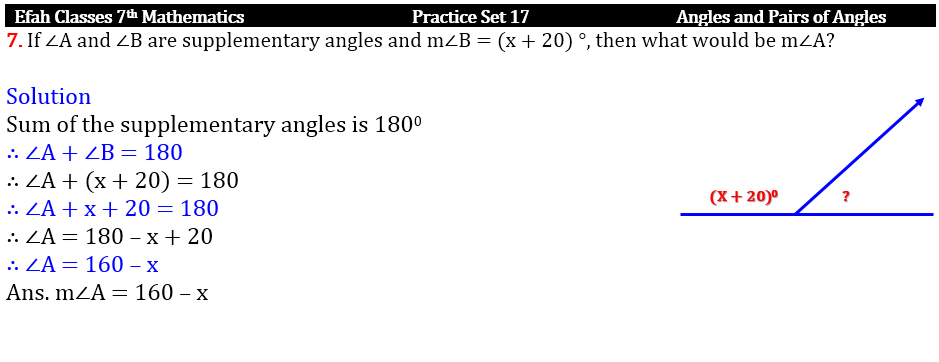 Efah Classes 7th Mathematics Practice Set 17 Angles and Pairs of Angles
7. If ∠A and ∠B are supplementary angles and m∠B = (x + 20) °, then what would be m∠A?
Solution
Sum of the supplementary angles is 180⁰
∴ ∠A + ∠B = 180
∴ ∠A + (x + 20) = 180
∴ ∠A + x + 20 = 180
∴ ∠A = 180 – x + 20
∴ ∠A = 160 – x
Ans. m∠A = 160 – x
(X + 20)⁰ ?